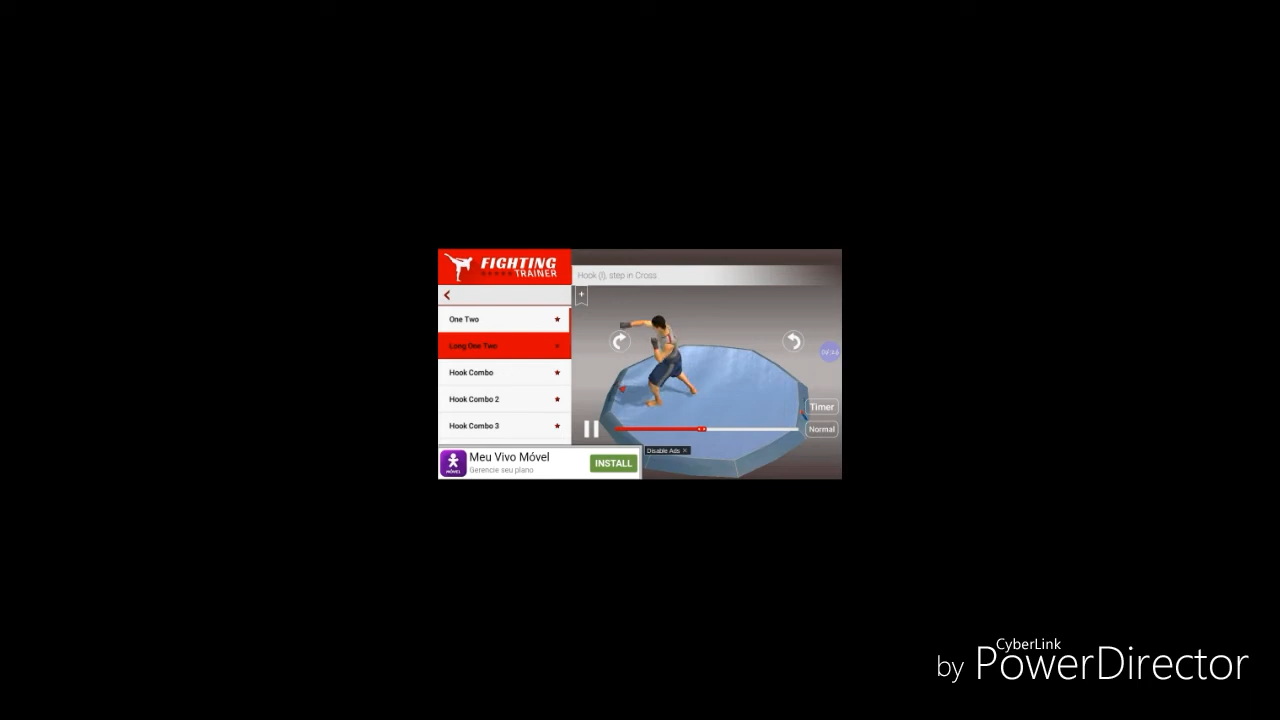 FIGHTING
TRAINER
Hook (l), step in Cross
+
One Two
Long One Two
Hook Combo
Hook Combo 2
Hook Combo 3
Timer
Normal
Disable Ads ×
Meu Vivo Móvel
Gerencie seu plano
INSTALL
CyberLink
by PowerDirector